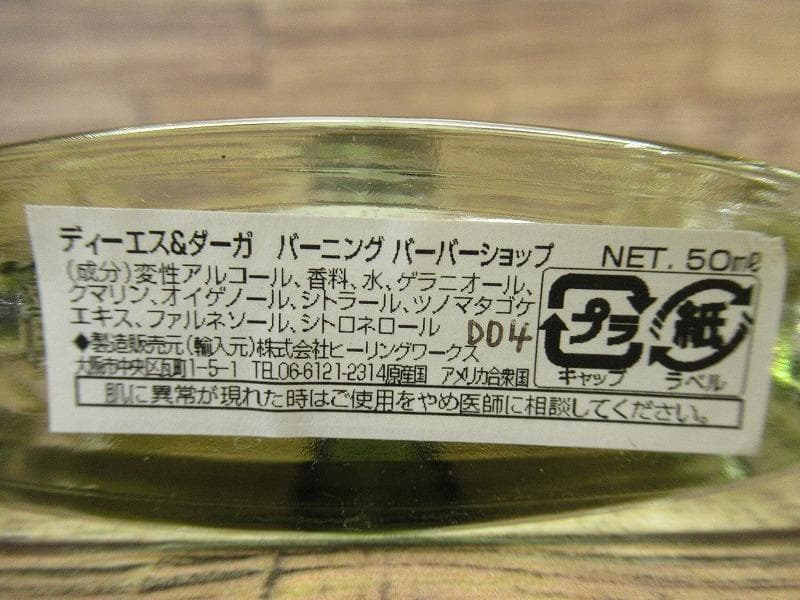 ディーエス&ダーガ　バーニング バーバーショップ　NET. 50ml
(成分)変性アルコール、香料、水、ゲラニオール、
クマリン、オイゲノール、シトラール、ツノマタゴケ
エキス、ファルネソール、シトロネロール
D04
◆製造販売元(輸入元)株式会社ヒーリングワークス
大阪市中央区瓦町1-5-1 TEL06-6121-2314原産国 アメリカ合衆国
プラ
キャップ
紙
ラベル
肌に異常が現れた時はご使用をやめ医師に相談してください。